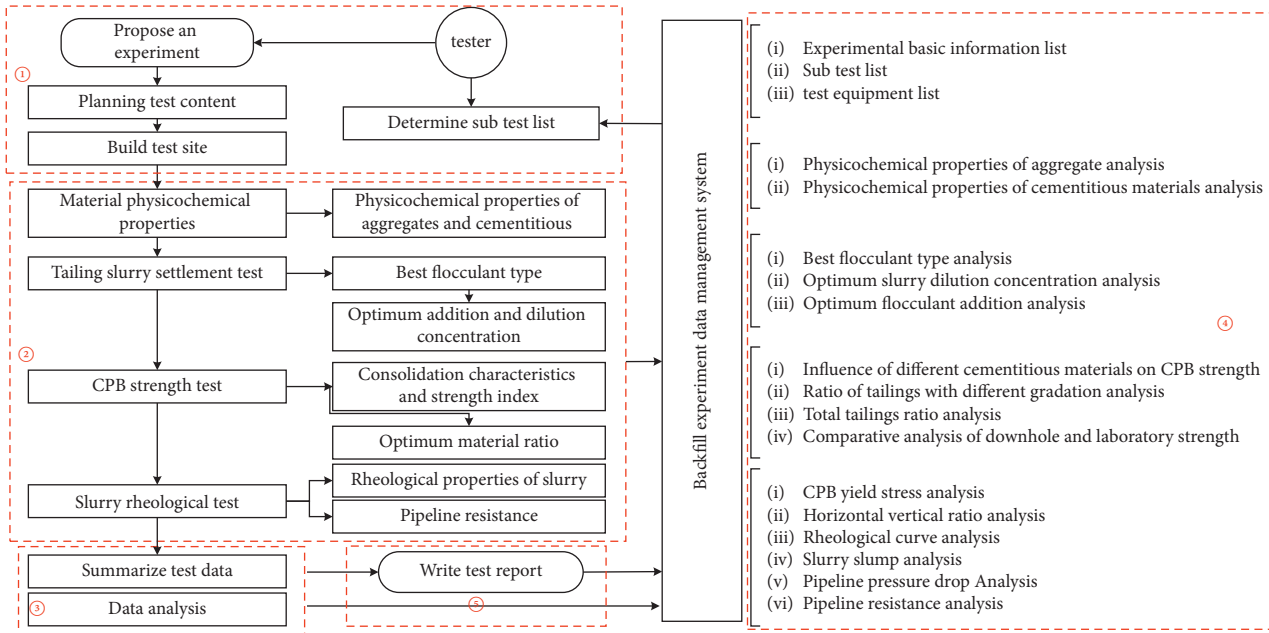 Propose an
experiment
tester
①
Planning test content
Determine sub test list
Build test site
Material physicochemical
properties
Physicochemical properties of
aggregates and cementitious
Tailing slurry settlement test
Best flocculant type
Optimum addition and dilution
concentration
②
CPB strength test
Consolidation characteristics
and strength index
Optimum material ratio
Slurry rheological test
Rheological properties of slurry
Pipeline resistance
Summarize test data
Write test report
③
Data analysis
⑤
Backfill experiment data management system
(i) Experimental basic information list
(ii) Sub test list
(iii) test equipment list
(i) Physicochemical properties of aggregate analysis
(ii) Physicochemical properties of cementitious materials analysis
(i) Best flocculant type analysis
(ii) Optimum slurry dilution concentration analysis
(iii) Optimum flocculant addition analysis
④
(i) Influence of different cementitious materials on CPB strength
(ii) Ratio of tailings with different gradation analysis
(iii) Total tailings ratio analysis
(iv) Comparative analysis of downhole and laboratory strength
(i) CPB yield stress analysis
(ii) Horizontal vertical ratio analysis
(iii) Rheological curve analysis
(iv) Slurry slump analysis
(v) Pipeline pressure drop Analysis
(vi) Pipeline resistance analysis